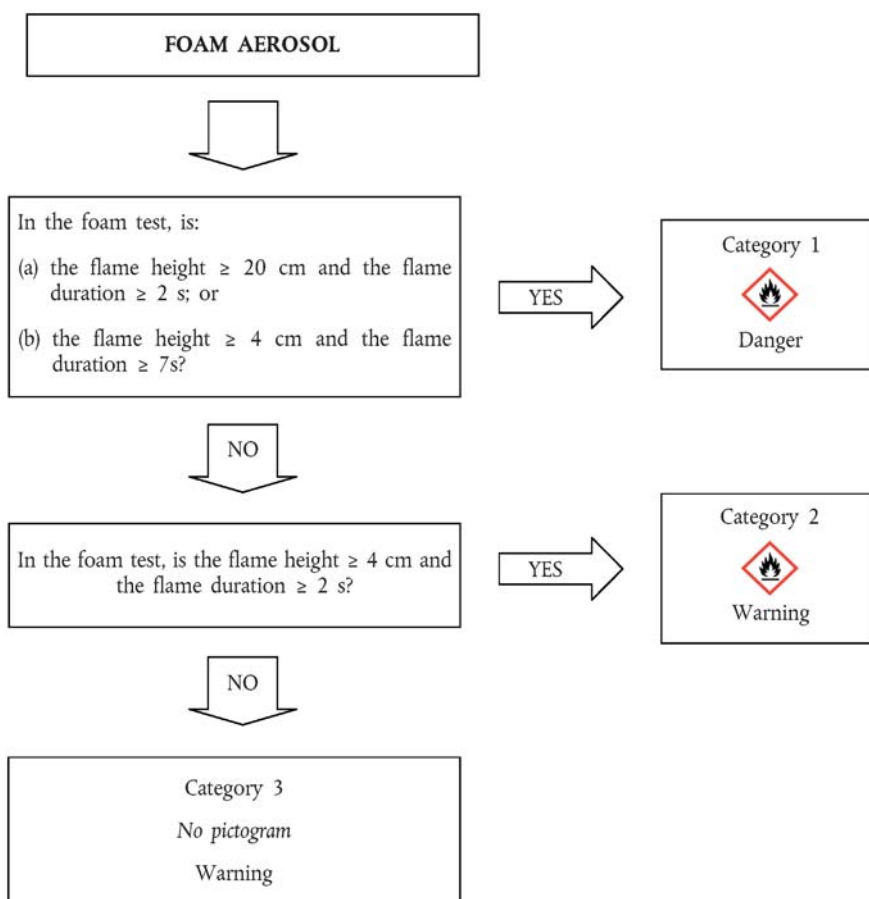 FOAM AEROSOL
In the foam test, is:
(a) the flame height ≥ 20 cm and the flame
duration ≥ 2 s; or
(b) the flame height ≥ 4 cm and the flame
duration ≥ 7s?
YES
Category 1
Danger
NO
In the foam test, is the flame height ≥ 4 cm and
the flame duration ≥ 2 s?
YES
Category 2
Warning
NO
Category 3
No pictogram
Warning